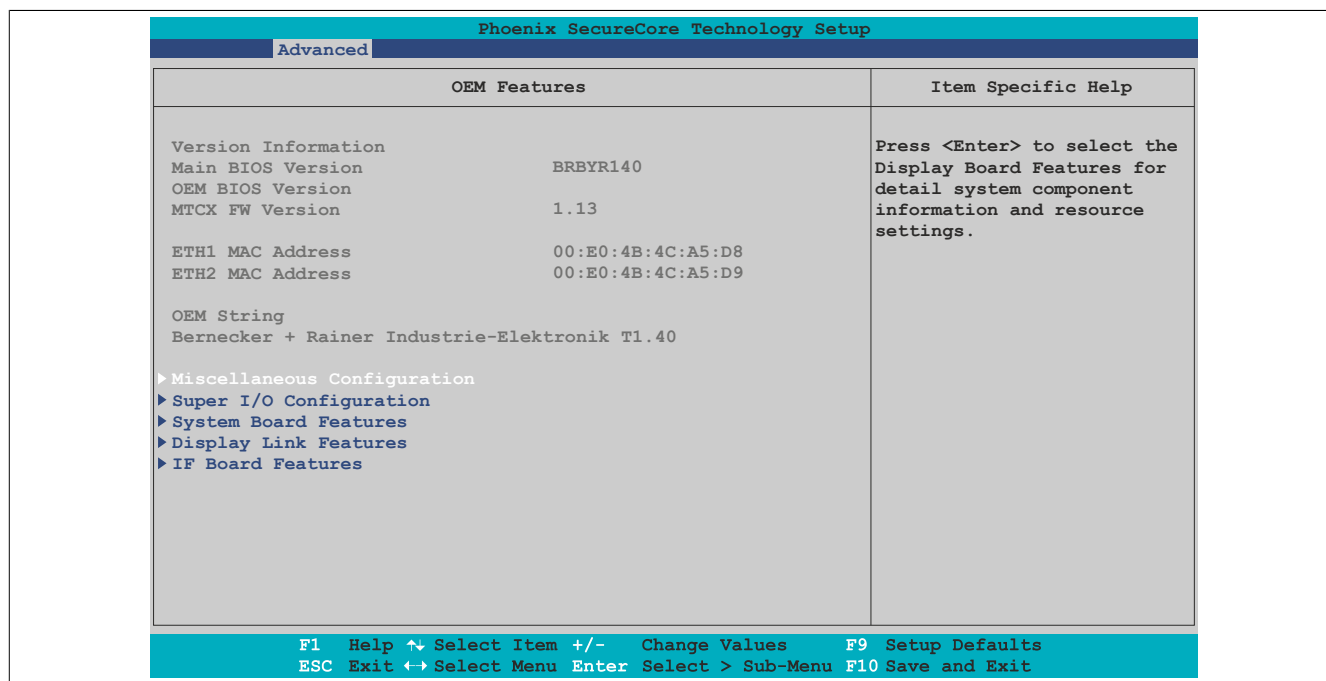 Phoenix SecureCore Technology Setup
Advanced
OEM Features
Version Information
Main BIOS Version BRBYR140
OEM BIOS Version
MTCX FW Version 1.13
ETH1 MAC Address 00:E0:4B:4C:A5:D8
ETH2 MAC Address 00:E0:4B:4C:A5:D9
OEM String
Bernecker + Rainer Industrie-Elektronik T1.40
Miscellaneous Configuration
Super I/O Configuration
System Board Features
Display Link Features
IF Board Features
Item Specific Help
Press <Enter> to select the
Display Board Features for
detail system component
information and resource
settings.
F1 Help ↑↓ Select Item +/- Change Values F9 Setup Defaults
ESC Exit ←→ Select Menu Enter Select > Sub-Menu F10 Save and Exit